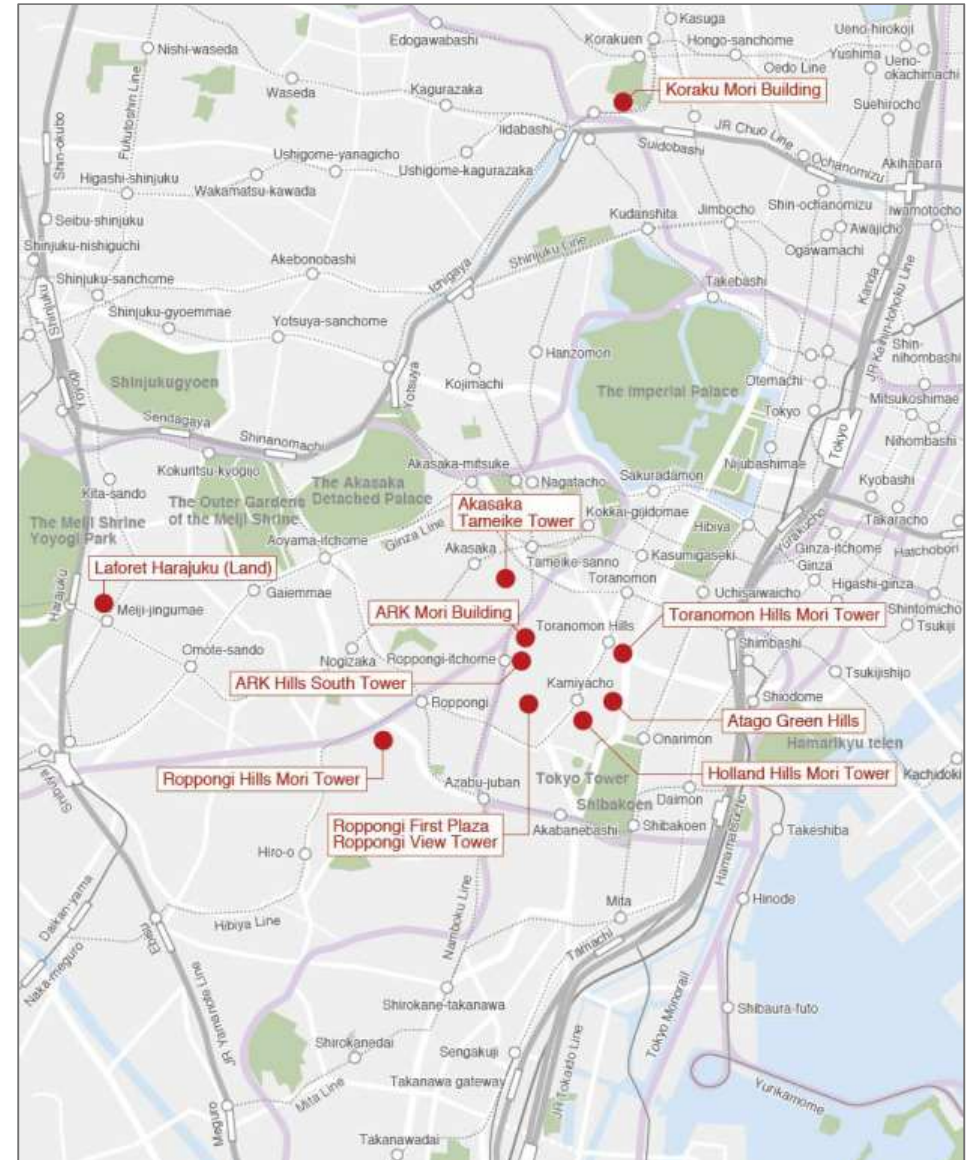 Kasuga
Ueno-hirokoji
Edogawabashi
Korakuen
Hongo-sanchome
Yushima
Ueno-
okachimachi
Nishi-waseda
Oedo Line
Waseda
Kagurazaka
Koraku Mori Building
Suehirocho
Fukutoshin Line
Shin-okubo
Iidabashi
JR Chuo Line
Suidobashi
Ochanomizu
Akihabara
Ushigome-yanagicho
Ushigome-kagurazaka
Higashi-shinjuku
Wakamatsu-kawada
Shin-ochanomizu
Iwamotocho
Seibu-shinjuku
Kudanshita
Jimbocho
Awajicho
Shinjuku-nishiguchi
Shinjuku Line
Ogawamachi
Akebonobashi
Ichigaya
Takebashi
Kanda
JR Keihin-tohoku Line
Shinjuku-sanchome
Shinjuku
Shinjuku-gyoemmae
Yotsuya-sanchome
Hanzomon
Shin-
nihombashi
Otemachi
Shinjukugyoen
Kojimachi
Yotsuya
The Imperial Palace
Mitsukoshimae
Yoyogi
Tokyo
Tokyo
Nihombashi
Sendagaya
Shinanomachi
Kokuritsu-kyogijo
Akasaka-mitsuke
Nagatacho
Sakuradamon
Nijubashimae
Kyobashi
Kita-sando
The Akasaka
Detached Palace
The Outer Gardens
of the Meiji Shrine
Akasaka
Tameike Tower
Kokkai-gijidomae
Hibiya
Yurakucho
Takaracho
The Meiji Shrine
Yoyogi Park
Aoyama-itchome
Ginza Line
Akasaka
Tameike-sanno
Kasumigaseki
Ginza-itchome
Hatchobori
Ginza
Laforet Harajuku (Land)
Toranomon
Uchisaiwaicho
Higashi-ginza
Harajuku
Gaiemmae
Meiji-jingumae
ARK Mori Building
Toranomon Hills
Toranomon Hills Mori Tower
Shintomicho
Tsukiji
Omote-sando
Nogizaka
Roppongi-itchome
Shimbashi
Tsukijishijo
ARK Hills South Tower
Kamiyacho
Shiodome
Roppongi
Atago Green Hills
Onarimon
Hamarikyu teien
Shibuya
Roppongi Hills Mori Tower
Azabu-juban
Tokyo Tower
Holland Hills Mori Tower
Kachidoki
Shibakoen
Daimon
Hamamatsucho
Roppongi First Plaza
Roppongi View Tower
Akabanebashi
Shibakoen
Takeshiba
Hiro-o
Daikan-yama
Ebisu
Hibiya Line
Namboku Line
Mita
Hinode
Naka-meguro
Tamachi
Shirokane-takanawa
Tokyo Monorail
Shibaura-futo
JR Yamanote Line
Shirokanedai
Sengakuji
JR Tokaido Line
Meguro
Mita Line
Takanawa gateway
Yurikamome
Takanawadai